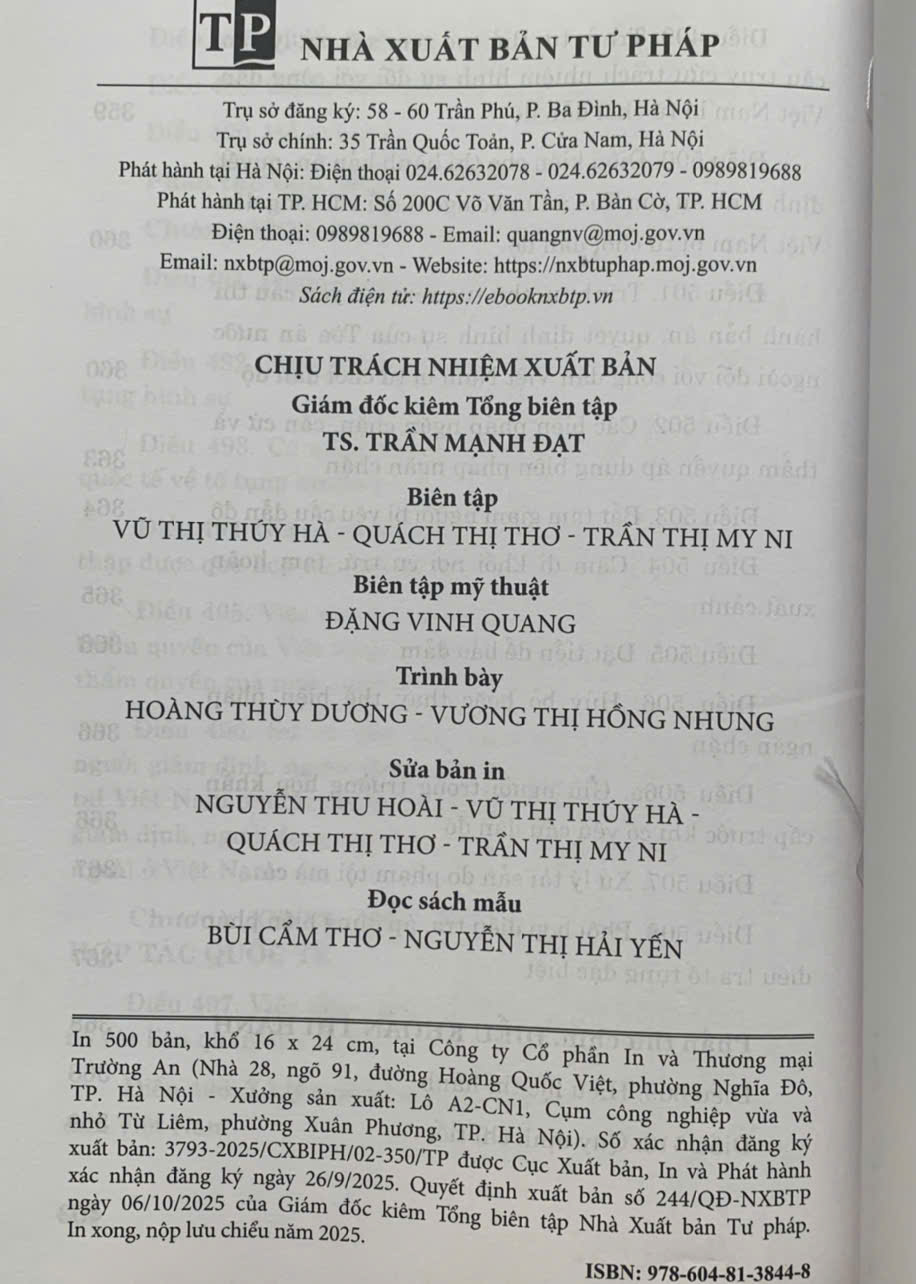 TP NHÀ XUẤT BẢN TƯ PHÁP
Trụ sở đăng ký: 58 - 60 Trần Phú, P. Ba Đình, Hà Nội
Trụ sở chính: 35 Trần Quốc Toản, P. Cửa Nam, Hà Nội
Phát hành tại Hà Nội: Điện thoại 024.62632078 - 024.62632079 - 0989819688
Phát hành tại TP. HCM: Số 200C Võ Văn Tần, P. Bàn Cờ, TP. HCM
Điện thoại: 0989819688 - Email: quangnv@moj.gov.vn
Email: nxbtp@moj.gov.vn - Website: https://nxbtuphap.moj.gov.vn
Sách điện tử: https://ebooknxbtp.vn
CHỊU TRÁCH NHIỆM XUẤT BẢN
Giám đốc kiêm Tổng biên tập
TS. TRẦN MẠNH ĐẠT
Biên tập
VŨ THỊ THÚY HÀ - QUÁCH THỊ THƠ - TRẦN THỊ MY NI
Biên tập mỹ thuật
ĐẶNG VINH QUANG
Trình bày
HOÀNG THÙY DƯƠNG - VƯƠNG THỊ HỒNG NHUNG
Sửa bản in
NGUYỄN THU HOÀI - VŨ THỊ THÚY HÀ -
QUÁCH THỊ THƠ - TRẦN THỊ MY NI
Đọc sách mẫu
BÙI CẨM THƠ - NGUYỄN THỊ HẢI YẾN
In 500 bản, khổ 16 x 24 cm, tại Công ty Cổ phần In và Thương mại
Trường An (Nhà 28, ngõ 91, đường Hoàng Quốc Việt, phường Nghĩa Đô,
TP. Hà Nội - Xưởng sản xuất: Lô A2-CN1, Cụm công nghiệp vừa và
nhỏ Từ Liêm, phường Xuân Phương, TP. Hà Nội). Số xác nhận đăng ký
xuất bản: 3793-2025/CXBIPH/02-350/TP được Cục Xuất bản, In và Phát hành
xác nhận đăng ký ngày 26/9/2025. Quyết định xuất bản số 244/QĐ-NXBTP
ngày 06/10/2025 của Giám đốc kiêm Tổng biên tập Nhà Xuất bản Tư pháp.
In xong, nộp lưu chiểu năm 2025.
ISBN: 978-604-81-3844-8